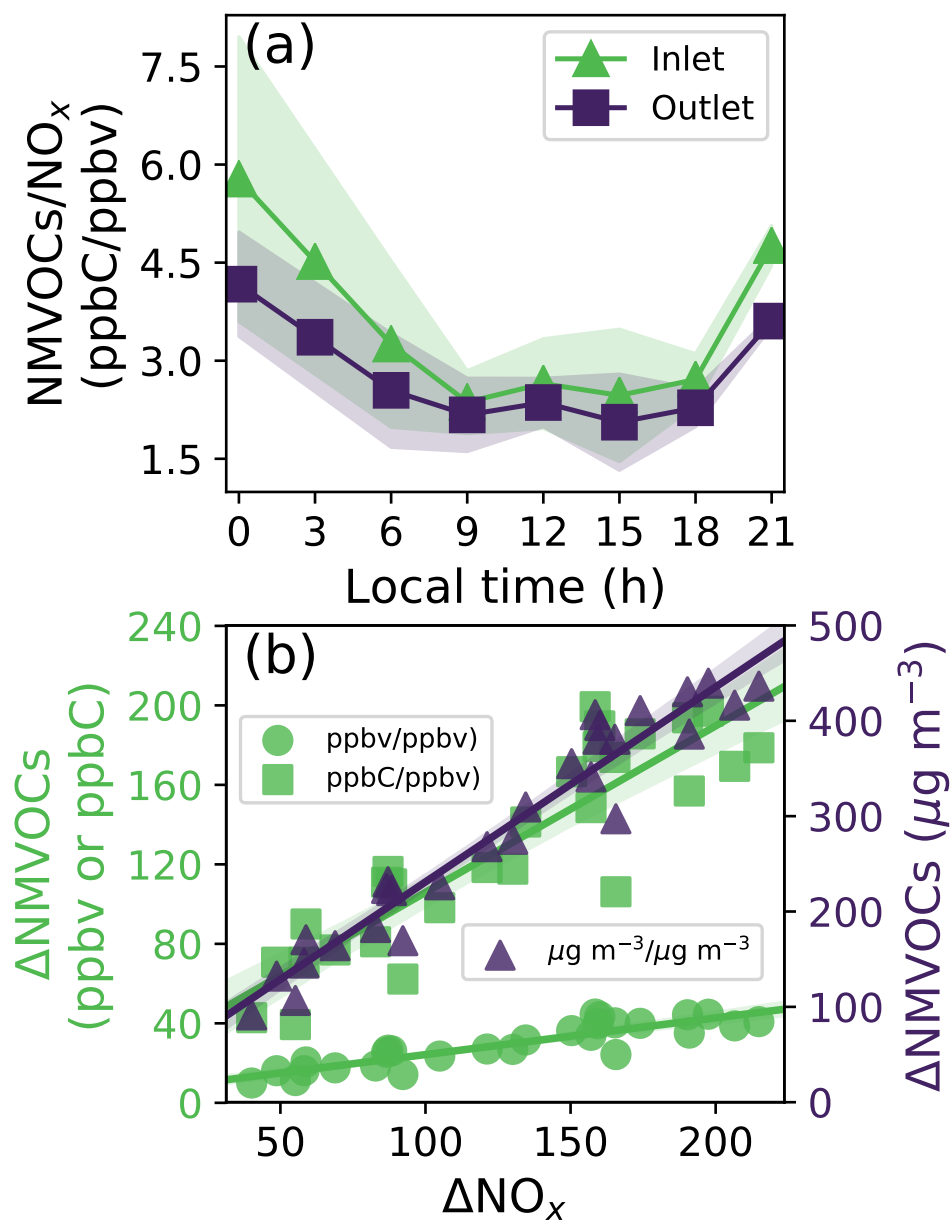 (a)
Inlet
Outlet
NMVOCs/NOₓ
(ppbC/ppbv)
7.5
6.0
4.5
3.0
1.5
0 3 6 9 12 15 18 21
Local time (h)
(b)
ppbv/ppbv)
ppbC/ppbv)
μg m⁻³/μg m⁻³
ΔNMVOCs
(ppbv or ppbC)
240
200
160
120
80
40
0
500
400
300
200
100
0
ΔNMVOCs (μg m⁻³)
50 100 150 200
ΔNOₓ